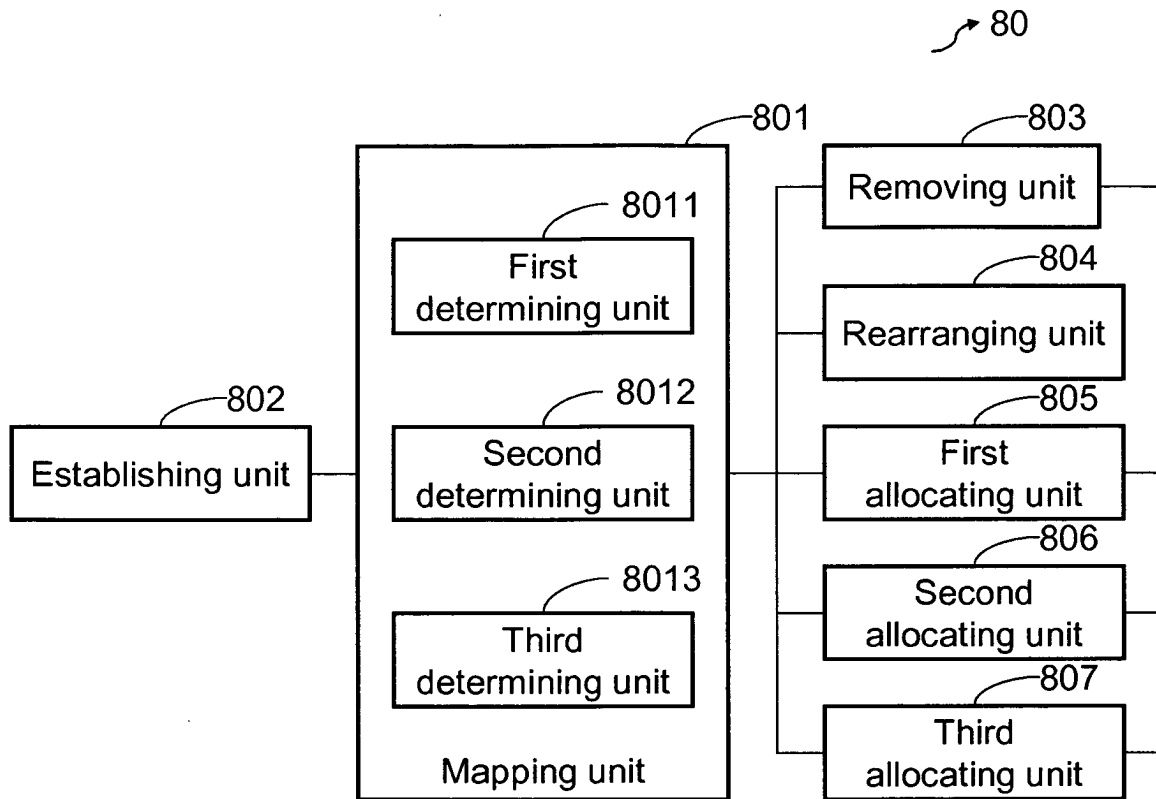 80
801
803
8011
Removing unit
First
determining unit
804
Rearranging unit
802
8012
805
Establishing unit
Second
determining unit
First
allocating unit
806
8013
Second
allocating unit
Third
determining unit
807
Mapping unit
Third
allocating unit